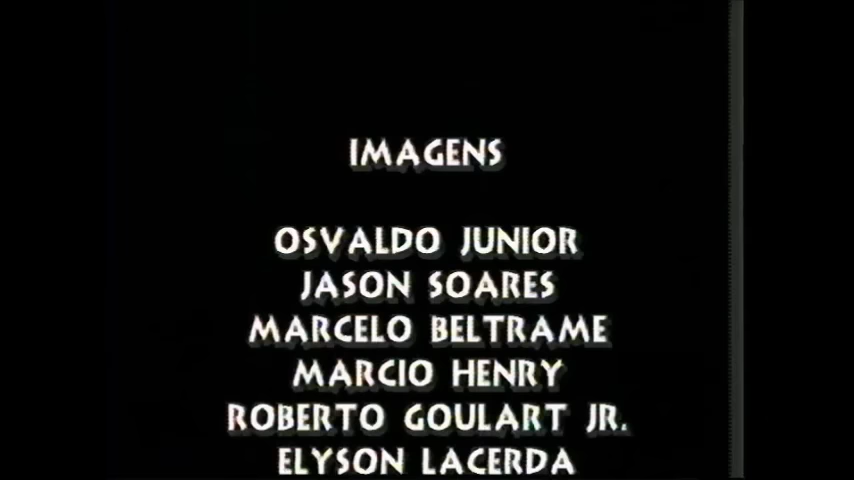 IMAGENS
OSVALDO JUNIOR
JASON SOARES
MARCELO BELTRAME
MARCIO HENRY
ROBERTO GOULART JR.
ELYSON LACERDA